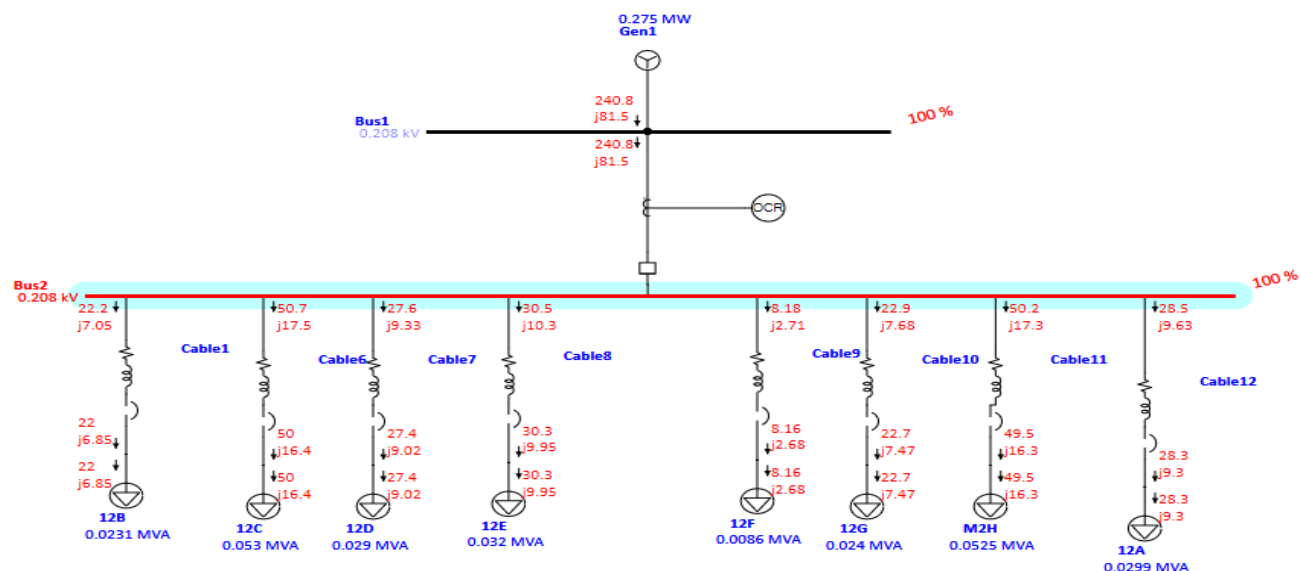 0.275 MW
Gen1
240.8
j81.5
Bus1
0.208 kV
100 %
240.8
j81.5
OCR
Bus2
0.208 kV
100 %
22.2
j7.05
50.7
j17.5
27.6
j9.33
30.5
j10.3
8.18
j2.71
22.9
j7.68
50.2
j17.3
28.5
j9.63
Cable1
Cable6
Cable7
Cable8
Cable9
Cable10
Cable11
Cable12
22
j6.85
50
j16.4
27.4
j9.02
30.3
j9.95
8.16
j2.68
22.7
j7.47
49.5
j16.3
28.3
j9.3
22
j6.85
50
j16.4
27.4
j9.02
30.3
j9.95
8.16
j2.68
22.7
j7.47
49.5
j16.3
28.3
j9.3
12B
0.0231 MVA
12C
0.053 MVA
12D
0.029 MVA
12E
0.032 MVA
12F
0.0086 MVA
12G
0.024 MVA
M2H
0.0525 MVA
12A
0.0299 MVA